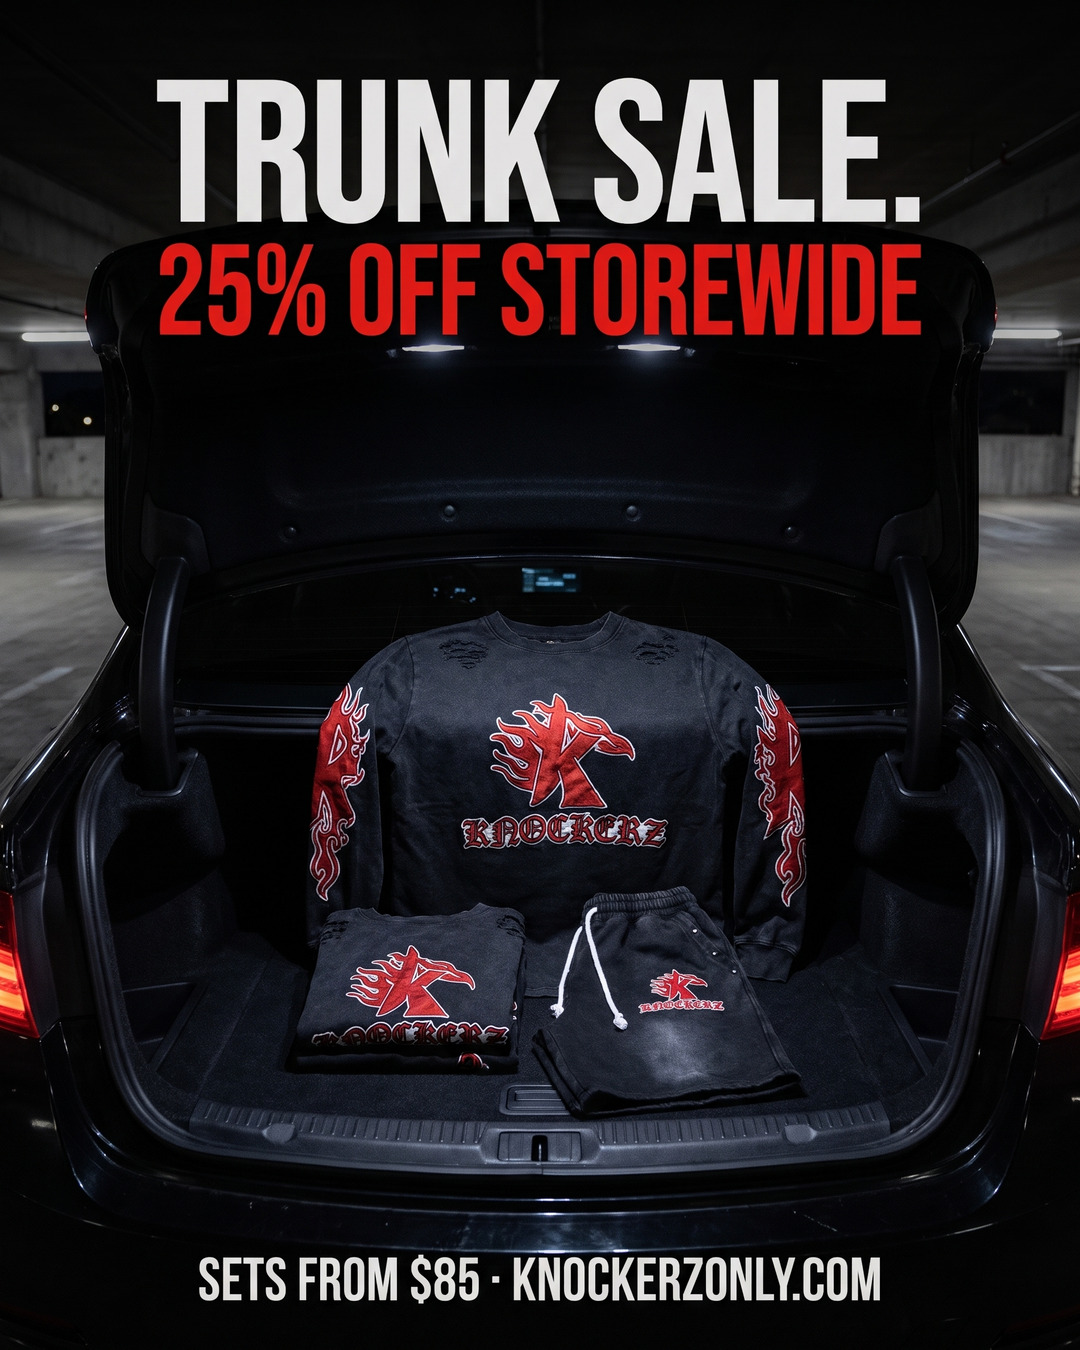 TRUNK SALE.
25% OFF STOREWIDE
K
KNOCKERZ
K
KNOCKERZ
K
KNOCKERZ
SETS FROM $85 · KNOCKERZONLY.COM